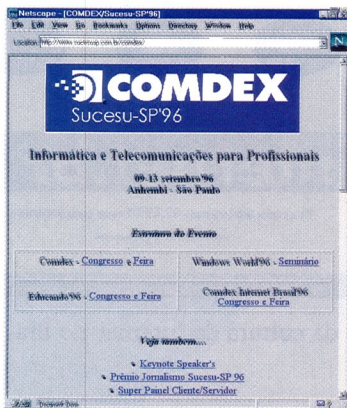 Netscape - [COMDEX/Sucesu-SP'96]
File Edit View Go Bookmarks Options Directory Window Help
Location:
COMDEX
Sucesu-SP'96
Informática e Telecomunicações para Profissionais
09-13 setembro'96
Anhembi - São Paulo
Estrutura do Evento
Comdex - Congresso e Feira
Windows World'96 - Seminário
Educando'96 - Congresso e Feira
Comdex Internet Brasil'96
Congresso e Feira
Veja também....
Keynote Speaker's
Prêmio Jornalismo Sucesu-SP 96
Super Painel Cliente/Servidor
Document: Done